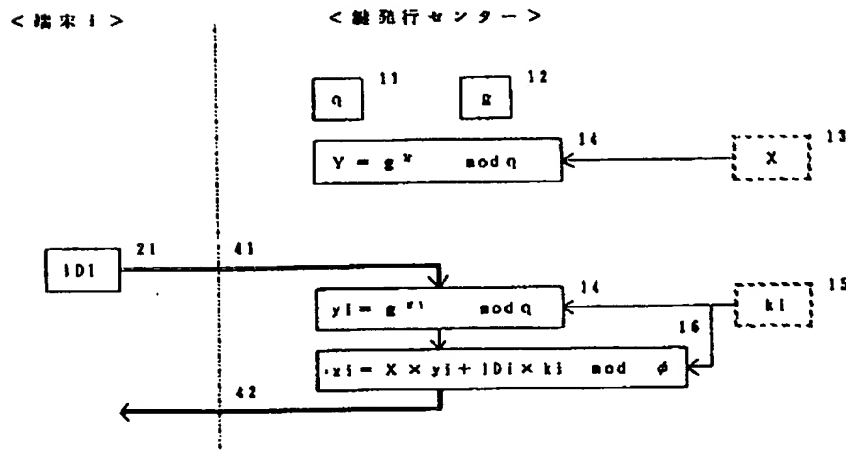 <端末i>
<鍵発行センター>
11
12
q
g
13
14
Y = g^X mod q
X
21
41
IDi
14
15
yi = g^ki mod q
ki
16
xi = X × yi + IDi × ki mod φ
42